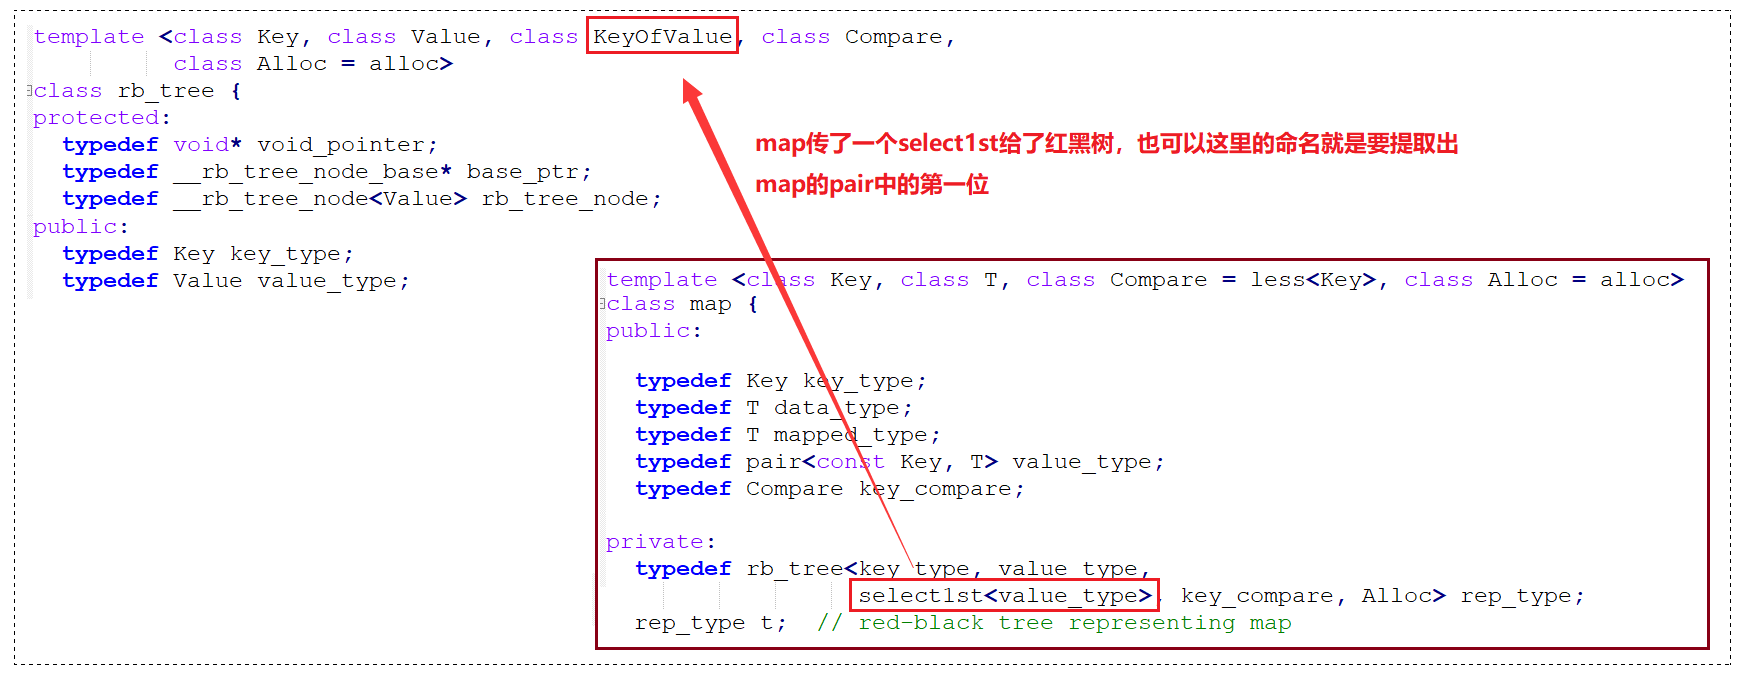 template <class Key, class Value, class KeyOfValue, class Compare,
class Alloc = alloc>
class rb_tree {
protected:
typedef void* void_pointer;
typedef __rb_tree_node_base* base_ptr;
typedef __rb_tree_node<Value> rb_tree_node;
public:
typedef Key key_type;
typedef Value value_type;
map传了一个select1st给了红黑树，也可以这里的命名就是要提取出
map的pair中的第一位
template <class Key, class T, class Compare = less<Key>, class Alloc = alloc>
class map {
public:
typedef Key key_type;
typedef T data_type;
typedef T mapped_type;
typedef pair<const Key, T> value_type;
typedef Compare key_compare;
private:
typedef rb_tree<key_type, value_type,
select1st<value_type>, key_compare, Alloc> rep_type;
rep_type t;  // red-black tree representing map